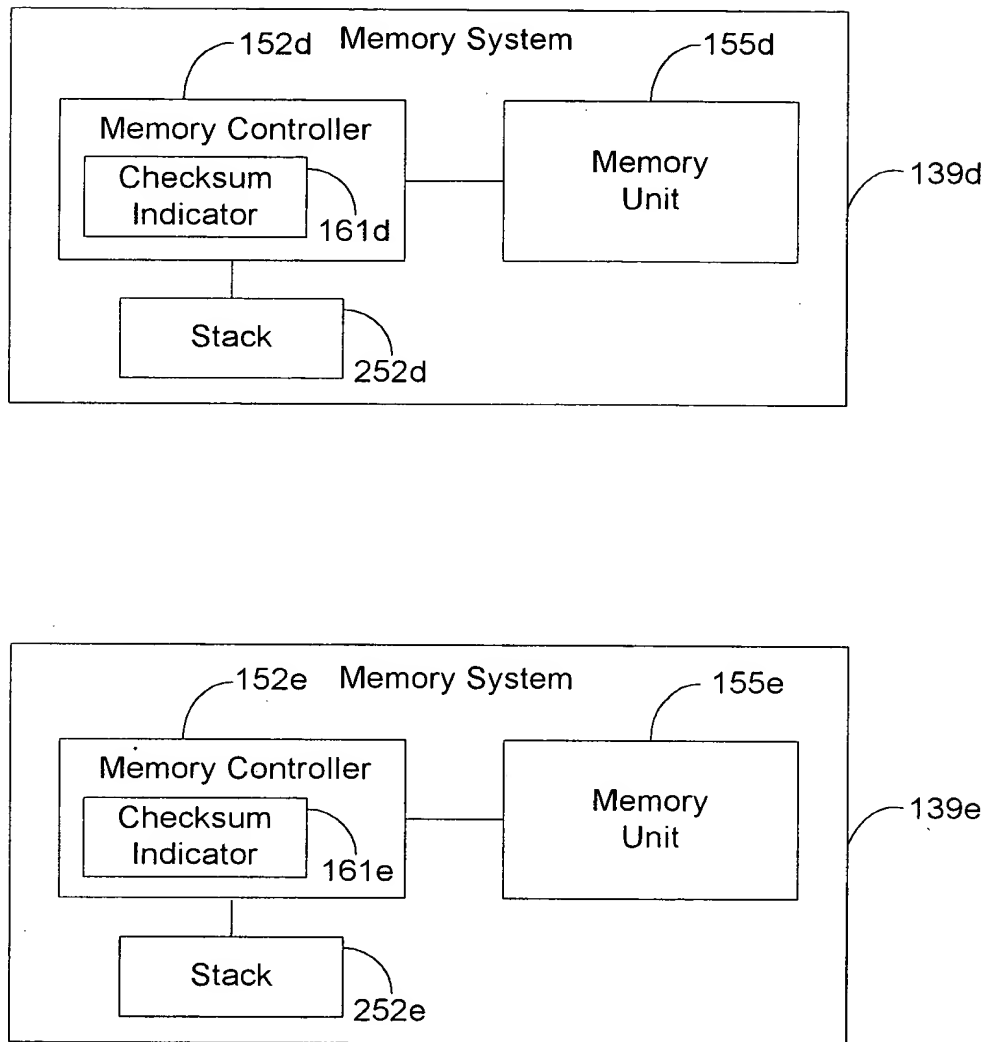 152d
Memory System
155d
Memory Controller
Checksum
Indicator
161d
Memory
Unit
139d
Stack
252d
152e
Memory System
155e
Memory Controller
Checksum
Indicator
161e
Memory
Unit
139e
Stack
252e